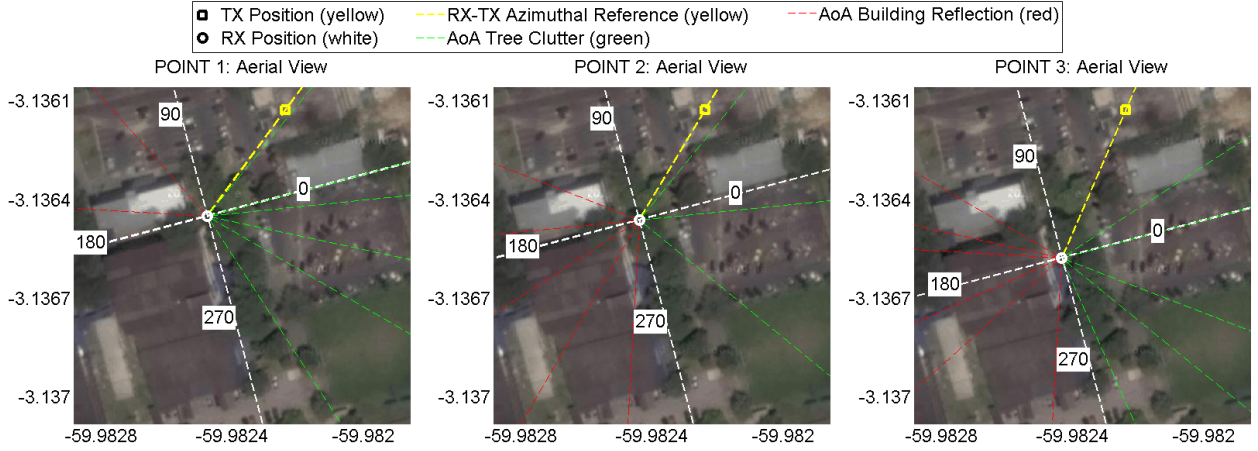 TX Position (yellow) RX-TX Azimuthal Reference (yellow) AoA Building Reflection (red)
RX Position (white) AoA Tree Clutter (green)
POINT 1: Aerial View POINT 2: Aerial View POINT 3: Aerial View
-3.1361 -3.1361 -3.1361
90 90 90
-3.1364 0 -3.1364 0 -3.1364 0
180 180 180
-3.1367 270 -3.1367 270 -3.1367 270
-3.137 -3.137 -3.137
-59.9828 -59.9824 -59.982 -59.9828 -59.9824 -59.982 -59.9828 -59.9824 -59.982